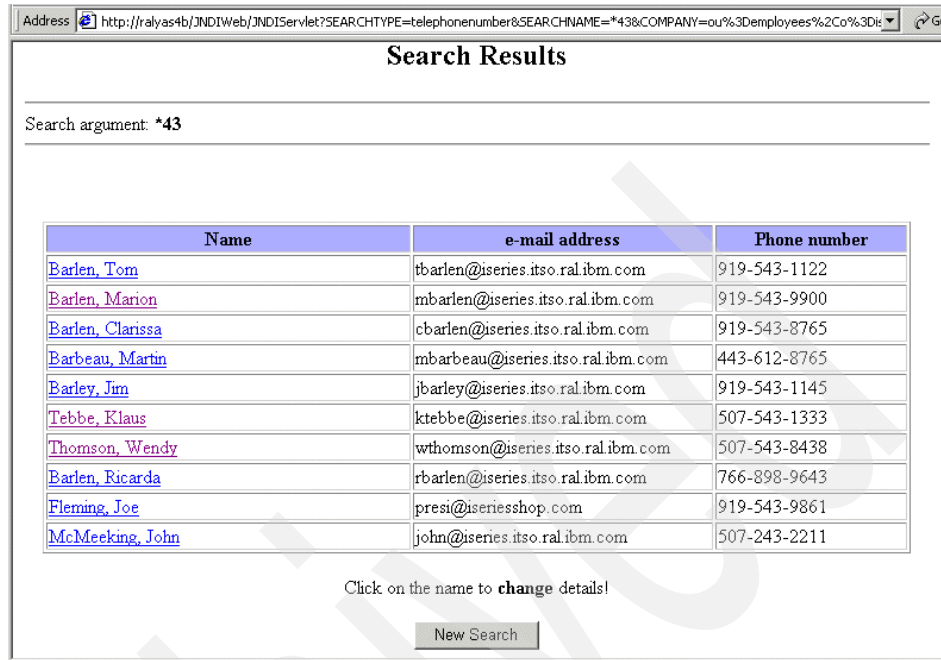 Address http://ralyas4b/JNDIWeb/JNDIServlet?SEARCHTYPE=telephonenumber&SEARCHNAME=*43&COMPANY=ou%3Demployees%2Co%3Dis
Search Results
Search argument: *43
Name e-mail address Phone number
Barlen, Tom tbarlen@iseries.itso.ral.ibm.com 919-543-1122
Barlen, Marion mbarlen@iseries.itso.ral.ibm.com 919-543-9900
Barlen, Clarissa cbarlen@iseries.itso.ral.ibm.com 919-543-8765
Barbeau, Martin mbarbeau@iseries.itso.ral.ibm.com 443-612-8765
Barley, Jim jbarley@iseries.itso.ral.ibm.com 919-543-1145
Tebbe, Klaus ktebbe@iseries.itso.ral.ibm.com 507-543-1333
Thomson, Wendy wthomson@iseries.itso.ral.ibm.com 507-543-8438
Barlen, Ricarda rbarlen@iseries.itso.ral.ibm.com 766-898-9643
Fleming, Joe presi@iseriesshop.com 919-543-9861
McMeeking, John john@iseries.itso.ral.ibm.com 507-243-2211
Click on the name to change details!
New Search